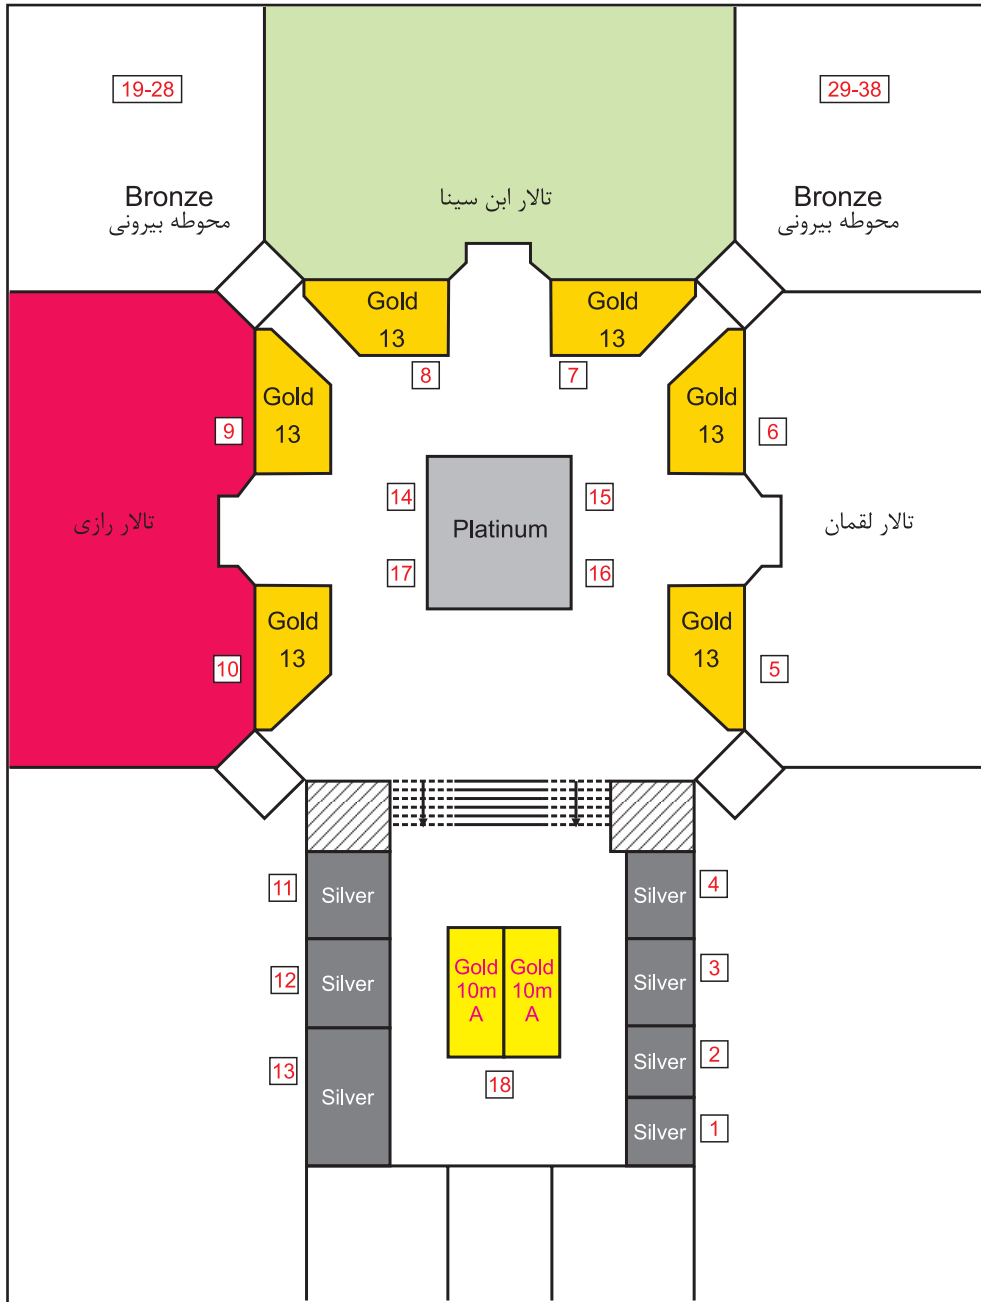 19-28
29-38
Bronze
محوطه بیرونی
تالار ابن سینا
Bronze
محوطه بیرونی
Gold
13
Gold
13
8
7
Gold
13
Gold
13
9
6
14
15
Platinum
تالار رازی
تالار لقمان
17
16
Gold
13
Gold
13
10
5
11
Silver
Silver
4
12
Silver
Gold
10m
A
Gold
10m
A
Silver
3
13
Silver
18
Silver
2
Silver
1